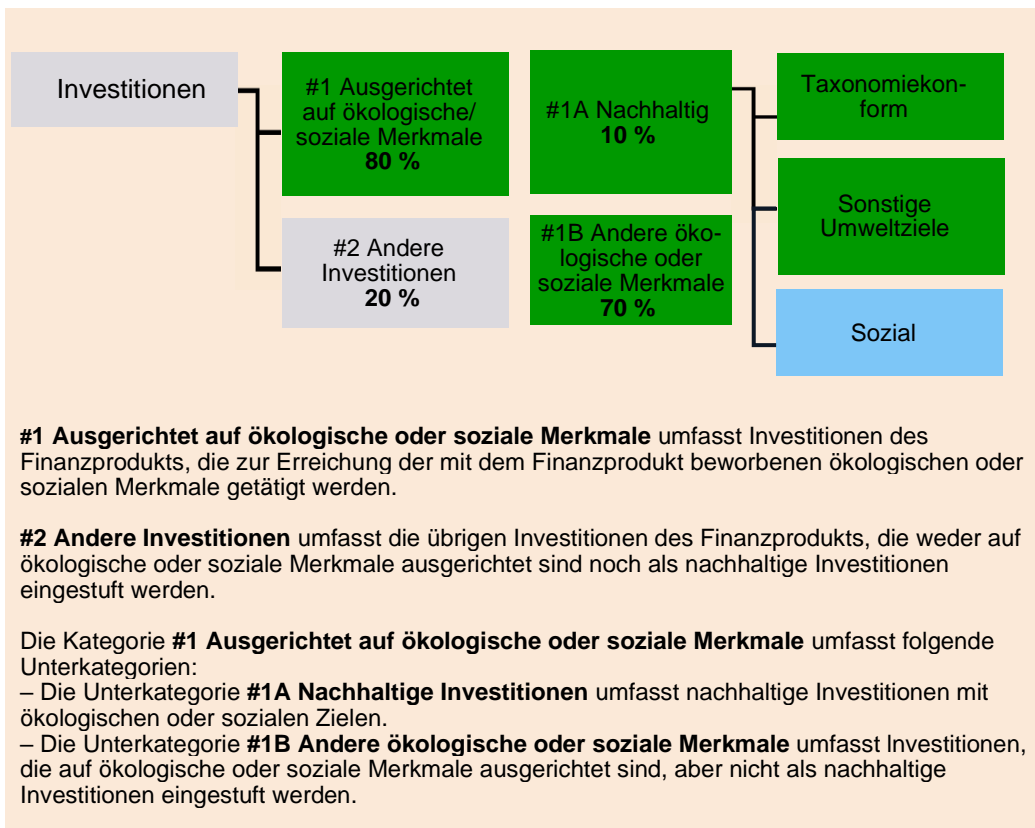 Investitionen
#1 Ausgerichtet
auf ökologische/
soziale Merkmale
80 %
#2 Andere
Investitionen
20 %
#1A Nachhaltig
10 %
#1B Andere öko-
logische oder
soziale Merkmale
70 %
Taxonomiekon-
form
Sonstige
Umweltziele
Sozial
#1 Ausgerichtet auf ökologische oder soziale Merkmale umfasst Investitionen des
Finanzprodukts, die zur Erreichung der mit dem Finanzprodukt beworbenen ökologischen oder
sozialen Merkmale getätigt werden.
#2 Andere Investitionen umfasst die übrigen Investitionen des Finanzprodukts, die weder auf
ökologische oder soziale Merkmale ausgerichtet sind noch als nachhaltige Investitionen
eingestuft werden.
Die Kategorie #1 Ausgerichtet auf ökologische oder soziale Merkmale umfasst folgende
Unterkategorien:
– Die Unterkategorie #1A Nachhaltige Investitionen umfasst nachhaltige Investitionen mit
ökologischen oder sozialen Zielen.
– Die Unterkategorie #1B Andere ökologische oder soziale Merkmale umfasst Investitionen,
die auf ökologische oder soziale Merkmale ausgerichtet sind, aber nicht als nachhaltige
Investitionen eingestuft werden.